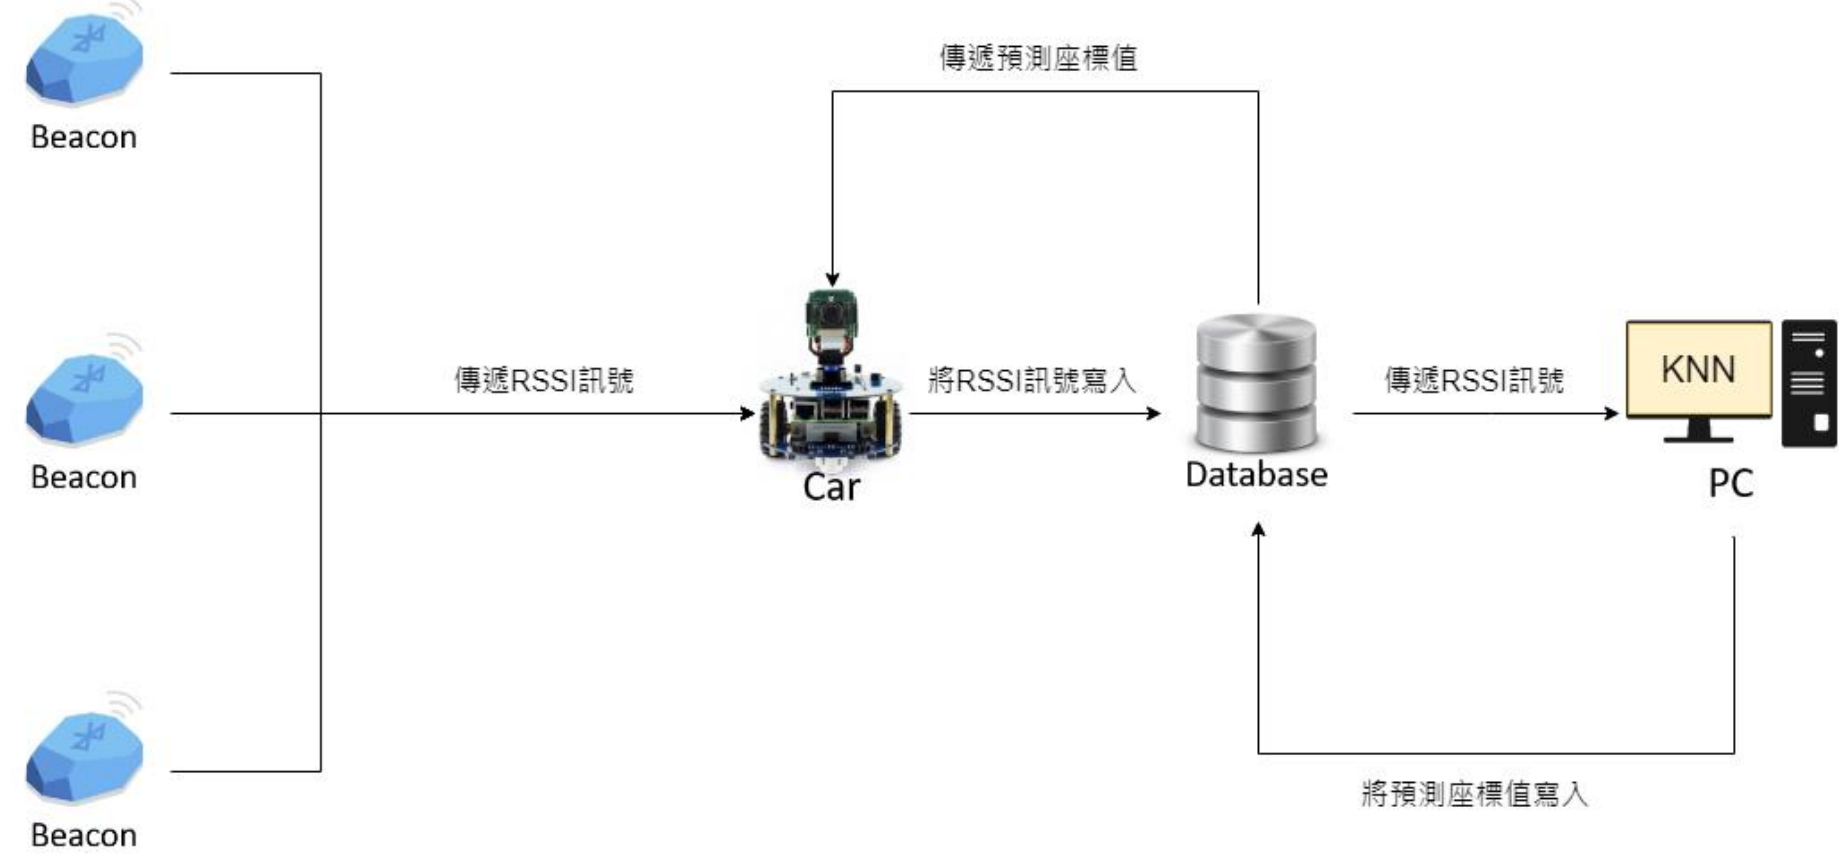 傳遞預測座標值
Beacon
傳遞RSSI訊號
將RSSI訊號寫入
傳遞RSSI訊號
KNN
Beacon
Car
Database
PC
將預測座標值寫入
Beacon